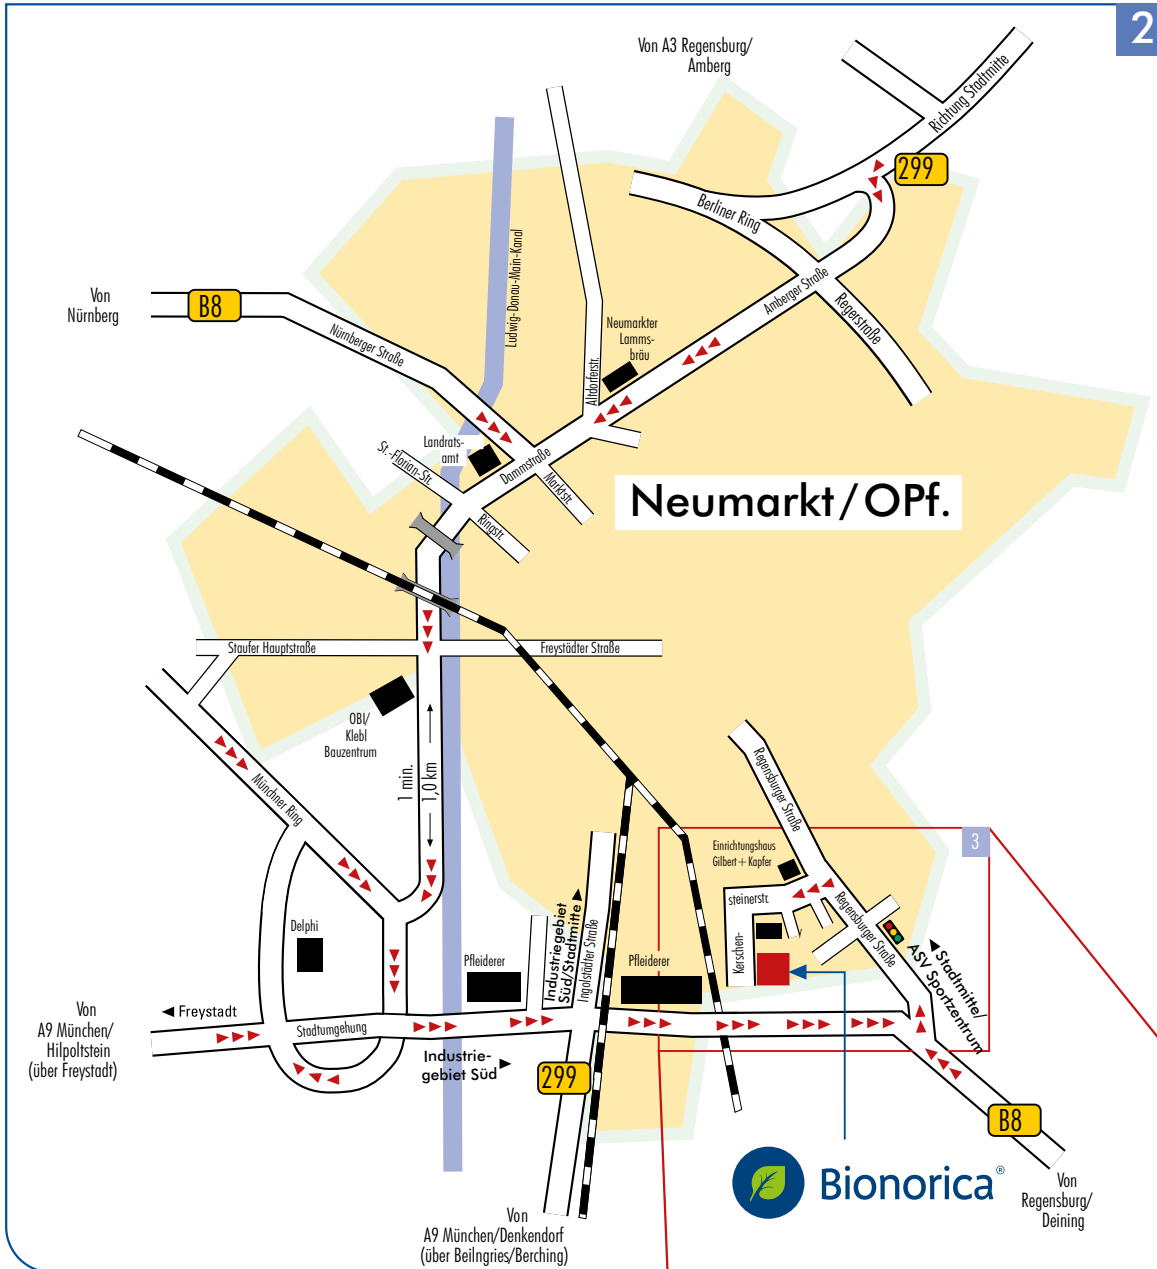 2
Von A3 Regensburg/
Amberg
Richtung Stadtmitte
299
Berliner Ring
Ludwig-Donau-Main-Kanal
Amberger Straße
Regerstraße
Von
Nürnberg
B8
Nürnberger Straße
Neumarkter
Lamms-
bräu
Altdorferstr.
Landrats-
amt
St.-Florian-Str.
Dammstraße
Marktstr.
Ringstr.
Neumarkt/OPf.
Staufer Hauptstraße
Freystädter Straße
OBI/
Klebl
Bauzentrum
1 min.
1,0 km
Münchner Ring
Regensburger Straße
3
Einrichtungshaus
Gilbert + Kapfer
steinerstr.
Kerschen-
Regensburger Straße
Delphi
Pfleiderer
Industriegebiet
Süd/Stadtmitte
Ingolstädter Straße
Pfleiderer
Stadtmitte/
ASV Sportzentrum
Von
A9 München/
Hilpoltstein
(über Freystadt)
Freystadt
Stadtumgehung
Industrie-
gebiet Süd
299
B8
Bionorica®
Von
Regensburg/
Deining
Von
A9 München/Denkendorf
(über Beilngries/Berching)